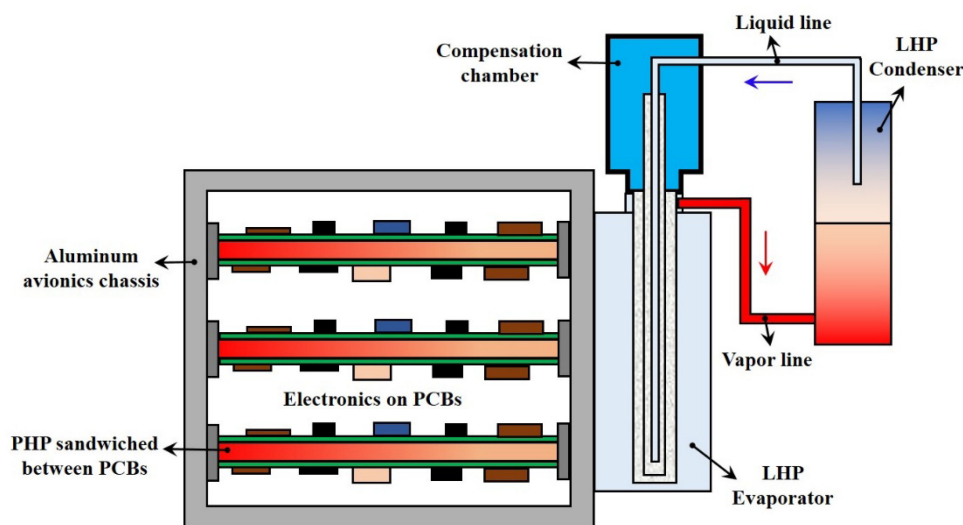 Liquid line
Compensation
chamber
LHP
Condenser
Aluminum
avionics chassis
Vapor line
Electronics on PCBs
PHP sandwiched
between PCBs
LHP
Evaporator